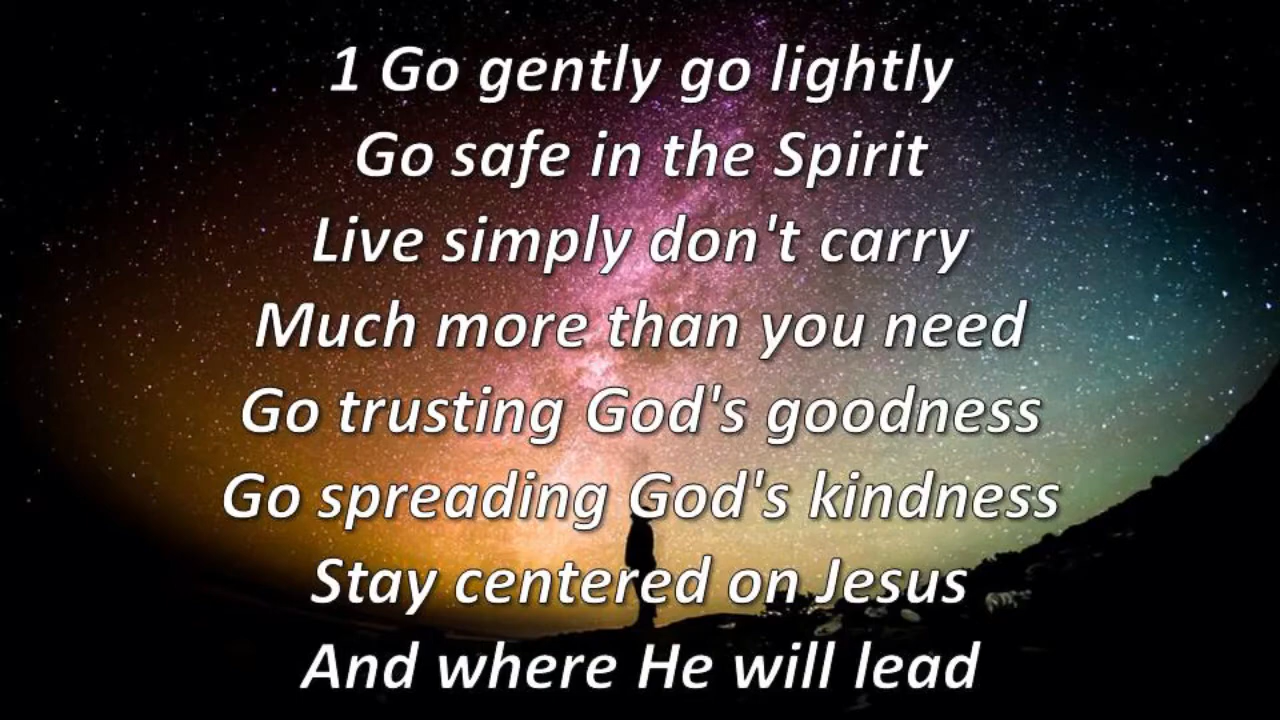 1 Go gently go lightly
Go safe in the Spirit
Live simply don't carry
Much more than you need
Go trusting God's goodness
Go spreading God's kindness
Stay centered on Jesus
And where He will lead